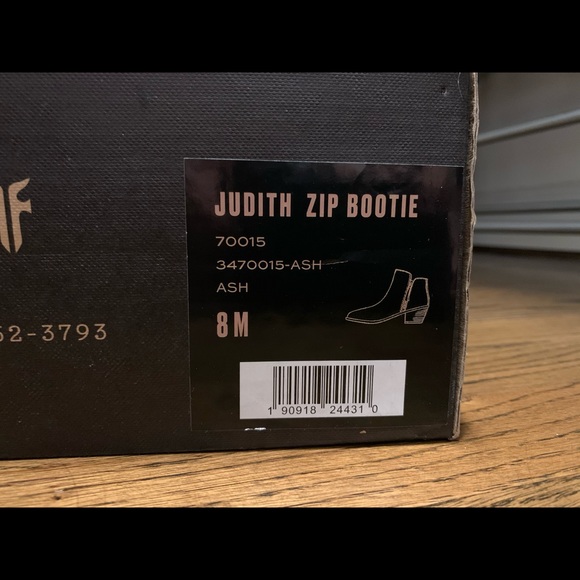 JUDITH ZIP BOOTIE
70015
3470015-ASH
ASH
8M
1 90918 24431 0
52-3793